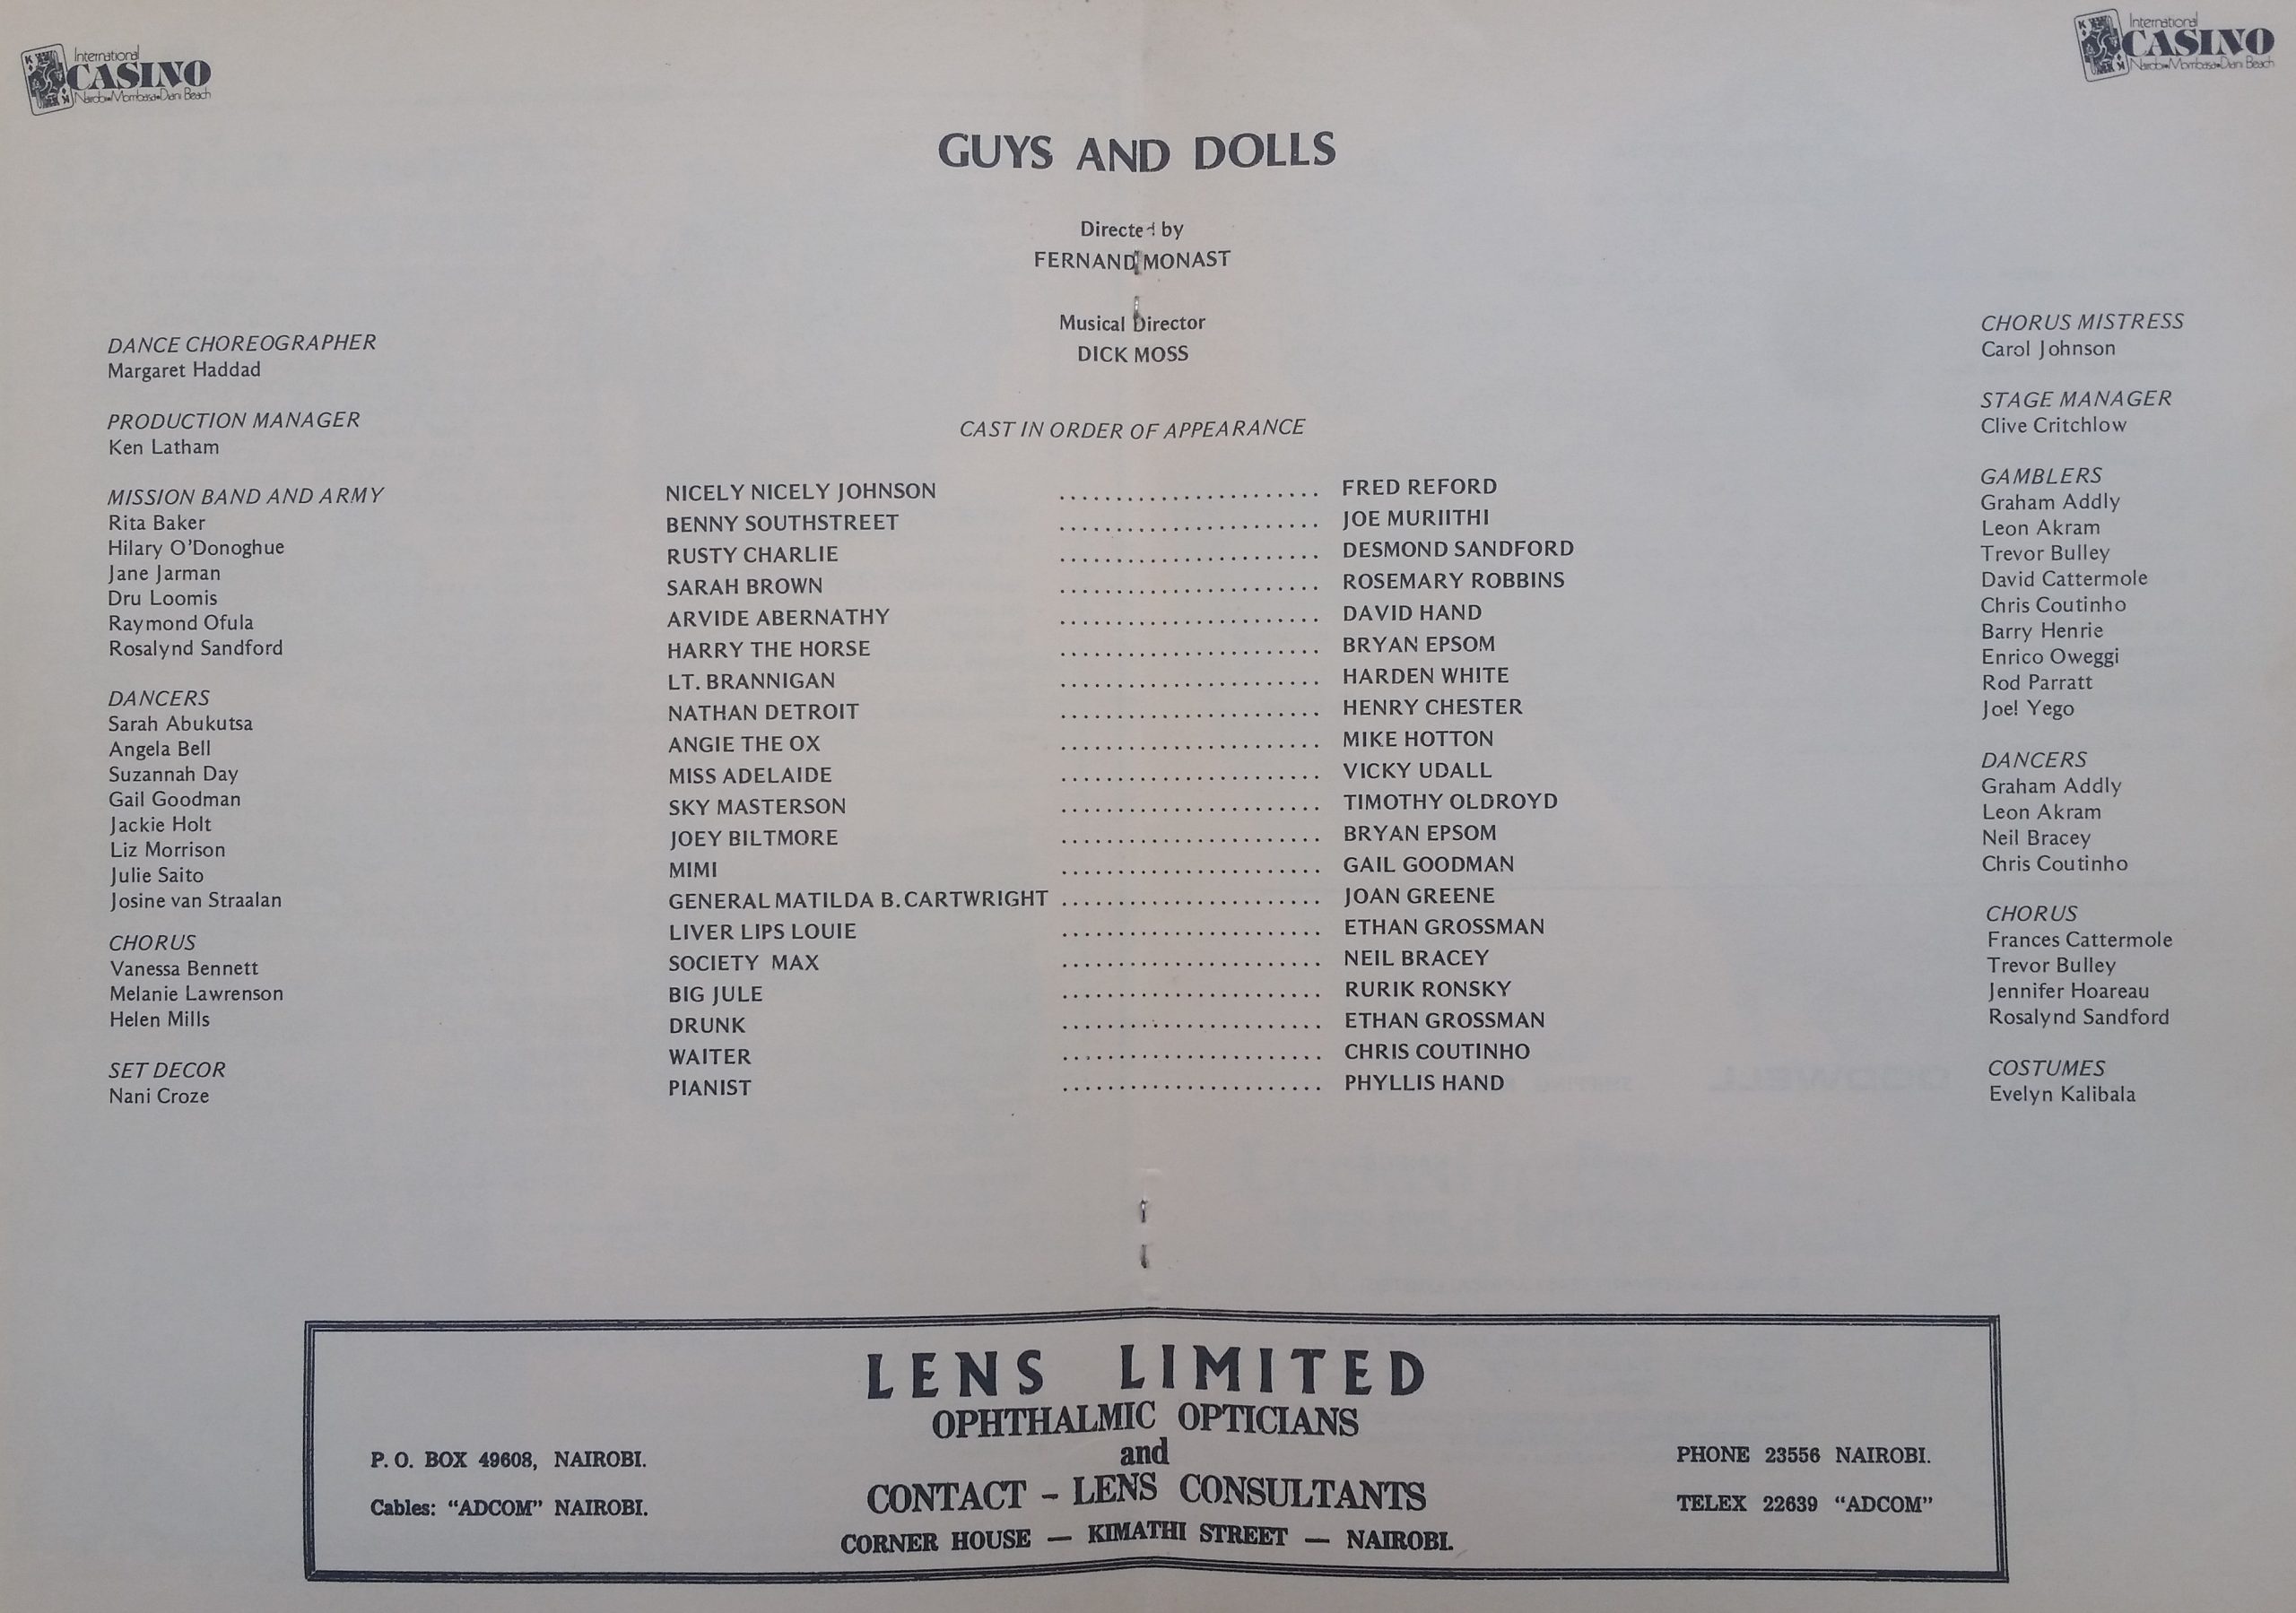 International
CASINO
Nairobi•Mombasa•Diani Beach
International
CASINO
Nairobi•Mombasa•Diani Beach
GUYS AND DOLLS
Directed by
FERNAND MONAST
Musical Director
DICK MOSS
DANCE CHOREOGRAPHER
Margaret Haddad
PRODUCTION MANAGER
Ken Latham
MISSION BAND AND ARMY
Rita Baker
Hilary O'Donoghue
Jane Jarman
Dru Loomis
Raymond Ofula
Rosalynd Sandford
DANCERS
Sarah Abukutsa
Angela Bell
Suzannah Day
Gail Goodman
Jackie Holt
Liz Morrison
Julie Saito
Josine van Straalan
CHORUS
Vanessa Bennett
Melanie Lawrenson
Helen Mills
SET DECOR
Nani Croze
CAST IN ORDER OF APPEARANCE
NICELY NICELY JOHNSON ....................... FRED REFORD
BENNY SOUTHSTREET ....................... JOE MURIITHI
RUSTY CHARLIE ....................... DESMOND SANDFORD
SARAH BROWN ....................... ROSEMARY ROBBINS
ARVIDE ABERNATHY ....................... DAVID HAND
HARRY THE HORSE ....................... BRYAN EPSOM
LT. BRANNIGAN ....................... HARDEN WHITE
NATHAN DETROIT ....................... HENRY CHESTER
ANGIE THE OX ....................... MIKE HOTTON
MISS ADELAIDE ....................... VICKY UDALL
SKY MASTERSON ....................... TIMOTHY OLDROYD
JOEY BILTMORE ....................... BRYAN EPSOM
MIMI ....................... GAIL GOODMAN
GENERAL MATILDA B. CARTWRIGHT ....................... JOAN GREENE
LIVER LIPS LOUIE ....................... ETHAN GROSSMAN
SOCIETY MAX ....................... NEIL BRACEY
BIG JULE ....................... RURIK RONSKY
DRUNK ....................... ETHAN GROSSMAN
WAITER ....................... CHRIS COUTINHO
PIANIST ....................... PHYLLIS HAND
CHORUS MISTRESS
Carol Johnson
STAGE MANAGER
Clive Critchlow
GAMBLERS
Graham Addly
Leon Akram
Trevor Bulley
David Cattermole
Chris Coutinho
Barry Henrie
Enrico Oweggi
Rod Parratt
Joel Yego
DANCERS
Graham Addly
Leon Akram
Neil Bracey
Chris Coutinho
CHORUS
Frances Cattermole
Trevor Bulley
Jennifer Hoareau
Rosalynd Sandford
COSTUMES
Evelyn Kalibala
LENS LIMITED
OPHTHALMIC OPTICIANS
and
CONTACT – LENS CONSULTANTS
CORNER HOUSE — KIMATHI STREET — NAIROBI.
P. O. BOX 49608, NAIROBI.
Cables: "ADCOM" NAIROBI.
PHONE 23556 NAIROBI.
TELEX 22639 "ADCOM"